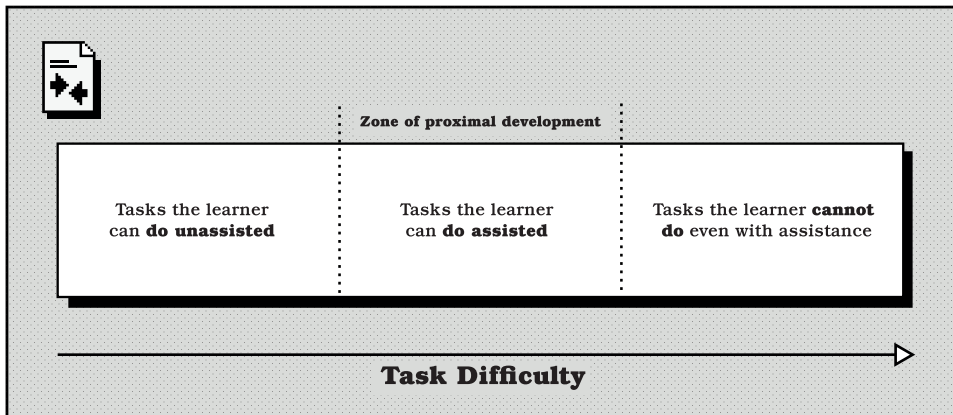 Zone of proximal development
Tasks the learner
can do unassisted
Tasks the learner
can do assisted
Tasks the learner cannot
do even with assistance
Task Difficulty